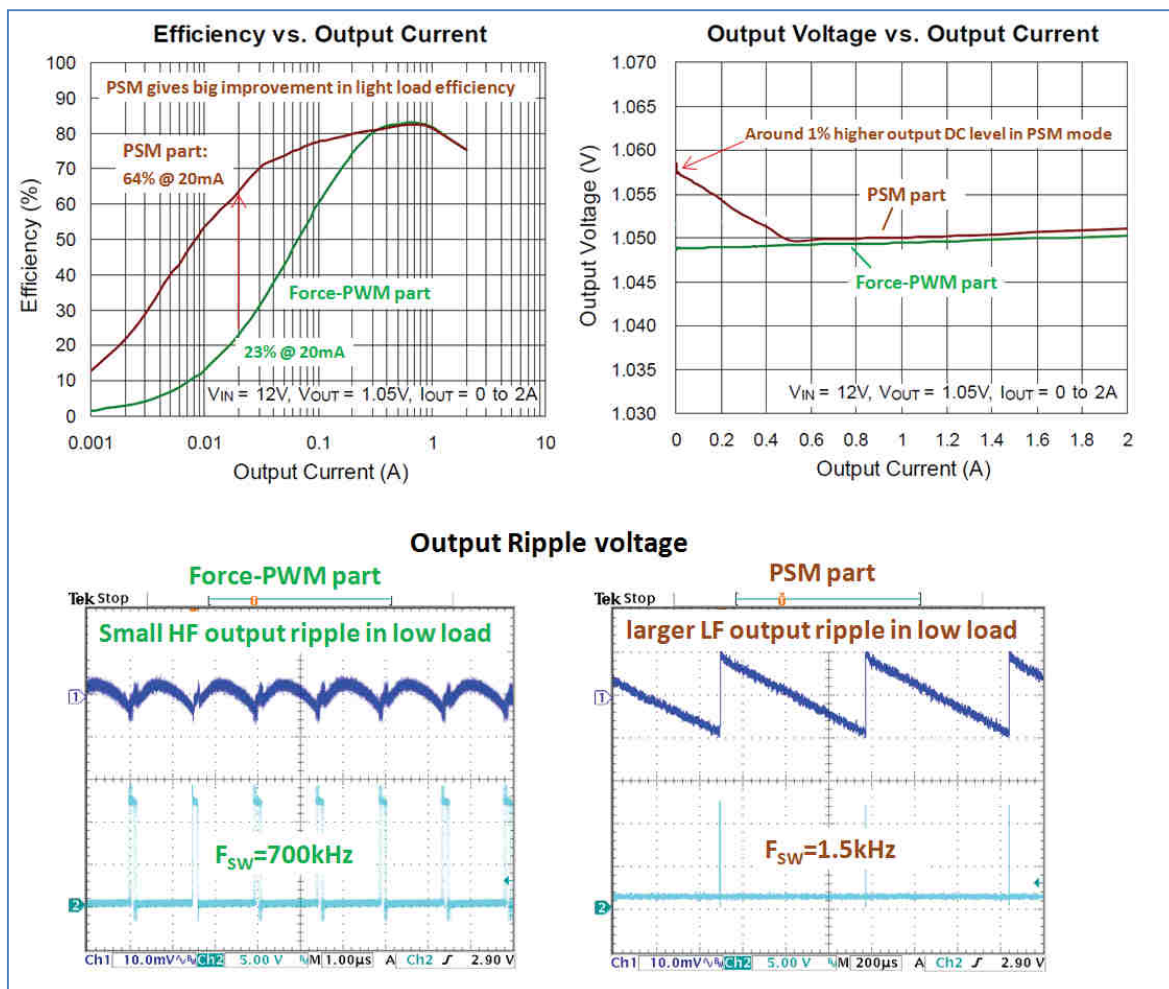 Efficiency vs. Output Current
100
90
80
70
60
50
40
30
20
10
0
Efficiency (%)
PSM gives big improvement in light load efficiency
PSM part:
64% @ 20mA
Force-PWM part
23% @ 20mA
VIN = 12V, VOUT = 1.05V, IOUT = 0 to 2A
0.001 0.01 0.1 1 10
Output Current (A)
Output Voltage vs. Output Current
1.070
1.060
1.050
1.040
1.030
Output Voltage (V)
Around 1% higher output DC level in PSM mode
PSM part
Force-PWM part
VIN = 12V, VOUT = 1.05V, IOUT = 0 to 2A
0 0.2 0.4 0.6 0.8 1 1.2 1.4 1.6 1.8 2
Output Current (A)
Output Ripple voltage
Force-PWM part
Tek Stop
Small HF output ripple in low load
1
FSW=700kHz
2
Ch1 10.0mV Ch2 5.00 V M 1.00µs A Ch2 2.90 V
PSM part
Tek Stop
larger LF output ripple in low load
1
FSW=1.5kHz
2
Ch1 10.0mV Ch2 5.00 V M 200µs A Ch2 2.90 V